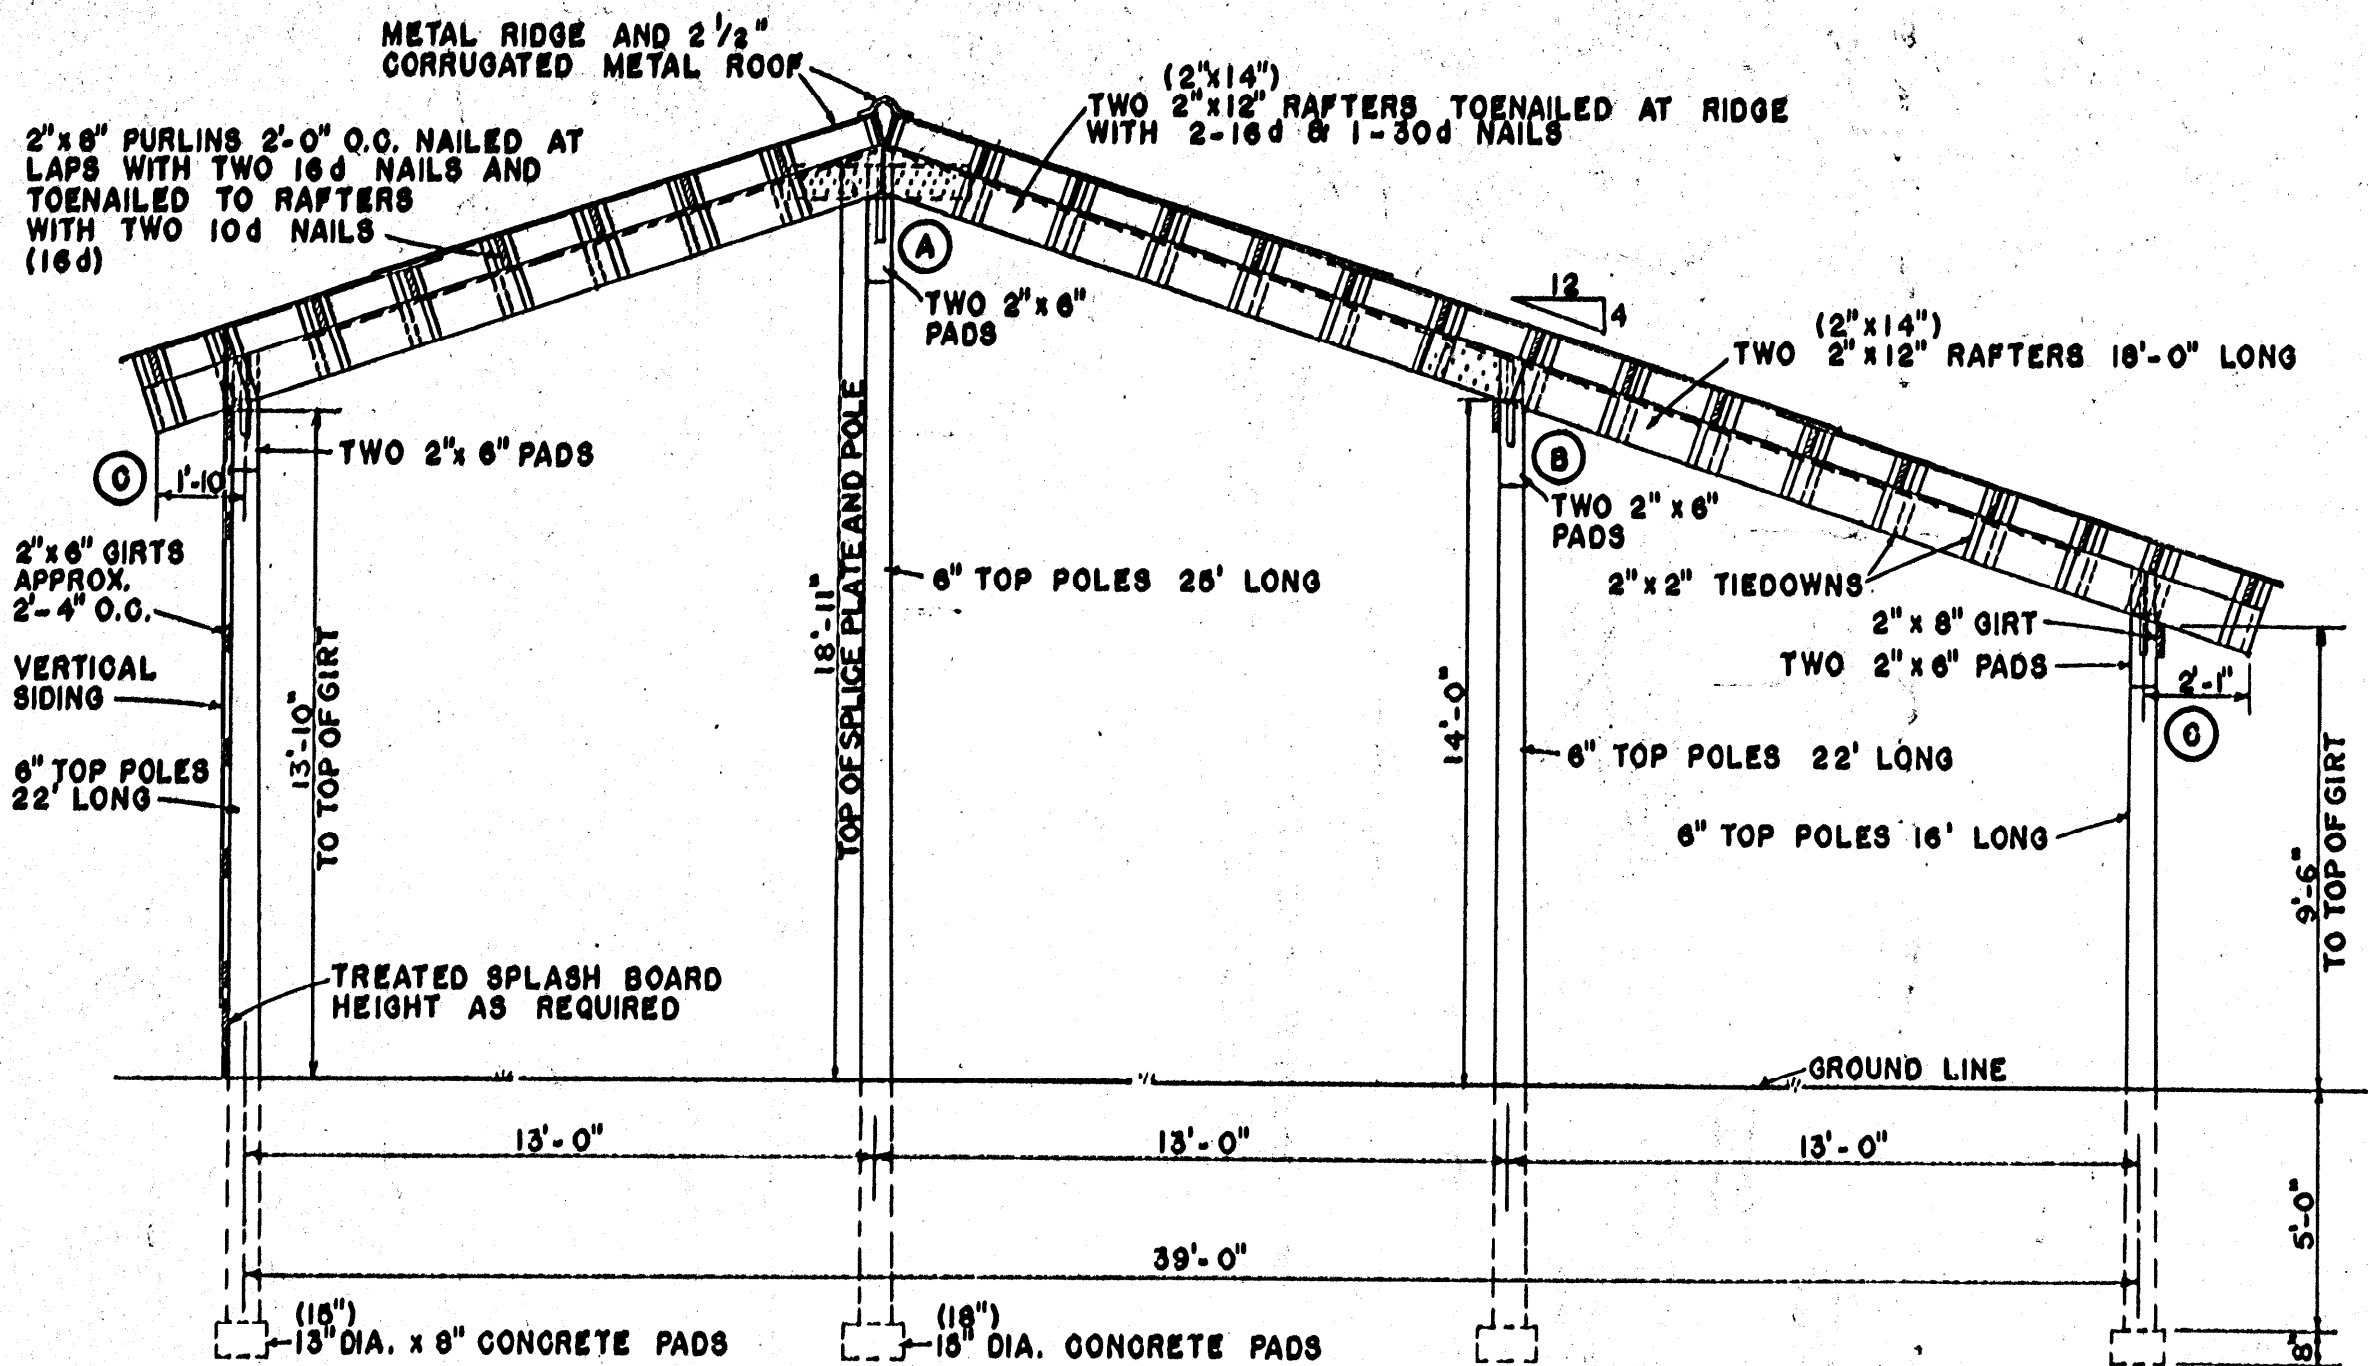 METAL RIDGE AND 2 1/2"
CORRUGATED METAL ROOF
(2"x14")
TWO 2"x12" RAFTERS TOENAILED AT RIDGE
WITH 2-16d & 1-30d NAILS
2"x8" PURLINS 2'-0" O.C. NAILED AT
LAPS WITH TWO 16d NAILS AND
TOENAILED TO RAFTERS
WITH TWO 10d NAILS
(16d)
A
TWO 2"x6"
PADS
12
4
(2"x14")
TWO 2"x12" RAFTERS 18'-0" LONG
TWO 2"x6" PADS
C
1'-10
B
TWO 2"x6"
PADS
2"x6" GIRTS
APPROX.
2'-4" O.C.
6" TOP POLES 25' LONG
2"x2" TIEDOWNS
2"x8" GIRT
TWO 2"x6" PADS
2'-1"
C
VERTICAL
SIDING
13'-10"
TO TOP OF GIRT
18'-11"
TOP OF SPLICE PLATE AND POLE
14'-0"
6" TOP POLES
22' LONG
6" TOP POLES 22' LONG
6" TOP POLES 16' LONG
9'-6"
TO TOP OF GIRT
TREATED SPLASH BOARD
HEIGHT AS REQUIRED
GROUND LINE
13'-0"
13'-0"
13'-0"
5'-0"
39'-0"
13" DIA. x 8" CONCRETE PADS
(18")
15" DIA. CONCRETE PADS
8"